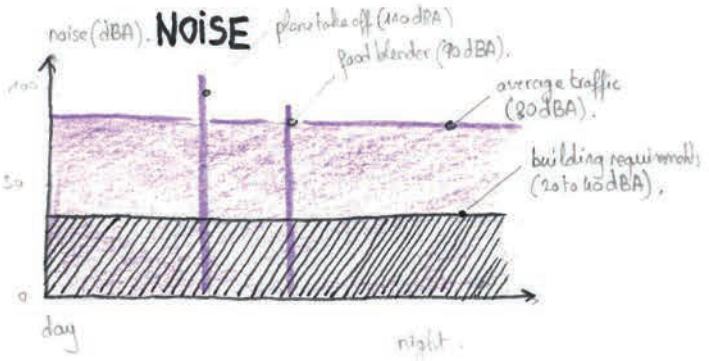 noise (dBA). NOISE
plane take off (100 dBA)
food blender (90 dBA).
average traffic
(80 dBA).
building requirements
(20 to 40 dBA).
100
50
0
day
night.